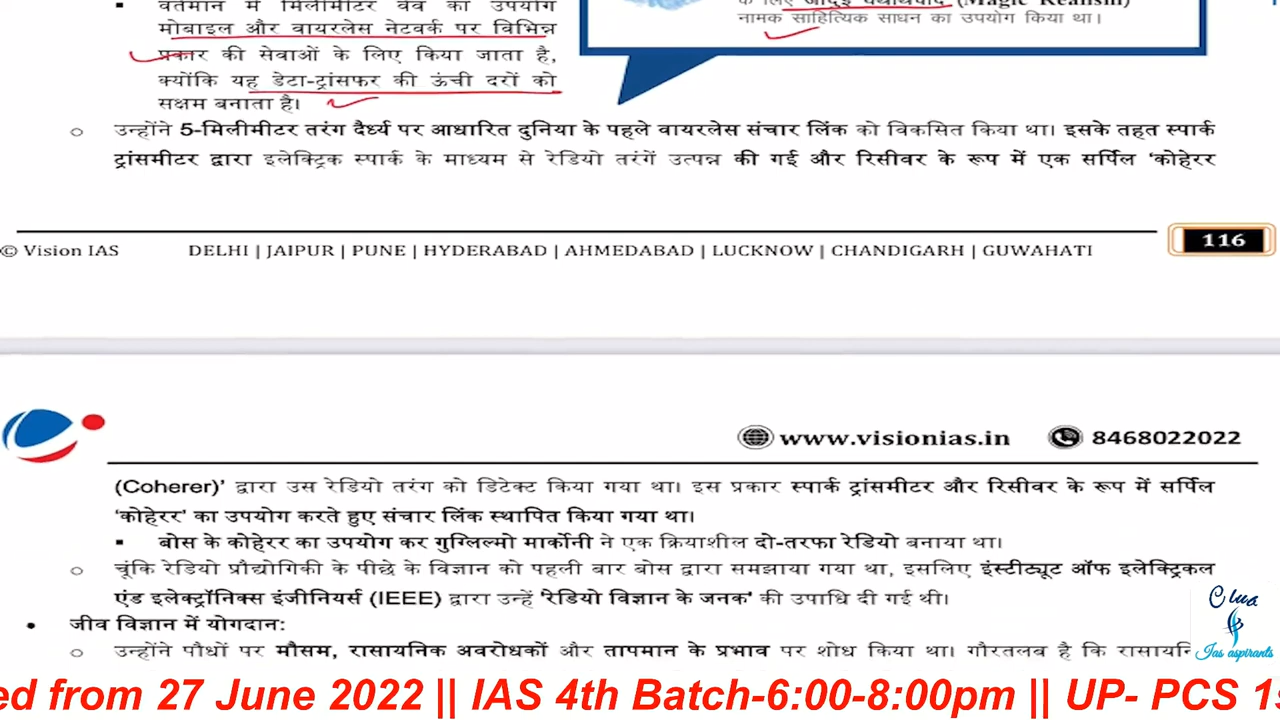 वर्तमान में मिलीमीटर वेव का उपयोग
मोबाइल और वायरलेस नेटवर्क पर विभिन्न
प्रकार की सेवाओं के लिए किया जाता है,
क्योंकि यह डेटा-ट्रांसफर की ऊंची दरों को
सक्षम बनाता है।
के लिए जादुई यथार्थवाद (Magic Realism)
नामक साहित्यिक साधन का उपयोग किया था।
उन्होंने 5-मिलीमीटर तरंग दैर्ध्य पर आधारित दुनिया के पहले वायरलेस संचार लिंक को विकसित किया था। इसके तहत स्पार्क
ट्रांसमीटर द्वारा इलेक्ट्रिक स्पार्क के माध्यम से रेडियो तरंगें उत्पन्न की गई और रिसीवर के रूप में एक सर्पिल ‘कोहेरर
© Vision IAS DELHI | JAIPUR | PUNE | HYDERABAD | AHMEDABAD | LUCKNOW | CHANDIGARH | GUWAHATI 116
www.visionias.in 8468022022
(Coherer)’ द्वारा उस रेडियो तरंग को डिटेक्ट किया गया था। इस प्रकार स्पार्क ट्रांसमीटर और रिसीवर के रूप में सर्पिल
‘कोहेरर’ का उपयोग करते हुए संचार लिंक स्थापित किया गया था।
बोस के कोहेरर का उपयोग कर गुग्लिल्मो मार्कोनी ने एक क्रियाशील दो-तरफा रेडियो बनाया था।
चूंकि रेडियो प्रौद्योगिकी के पीछे के विज्ञान को पहली बार बोस द्वारा समझाया गया था, इसलिए इंस्टीट्यूट ऑफ इलेक्ट्रिकल
एंड इलेक्ट्रॉनिक्स इंजीनियर्स (IEEE) द्वारा उन्हें ‘रेडियो विज्ञान के जनक’ की उपाधि दी गई थी।
जीव विज्ञान में योगदान:
उन्होंने पौधों पर मौसम, रासायनिक अवरोधकों और तापमान के प्रभाव पर शोध किया था। गौरतलब है कि रासायनि
Clue
Ias aspirants
ed from 27 June 2022 || IAS 4th Batch-6:00-8:00pm || UP- PCS 1s